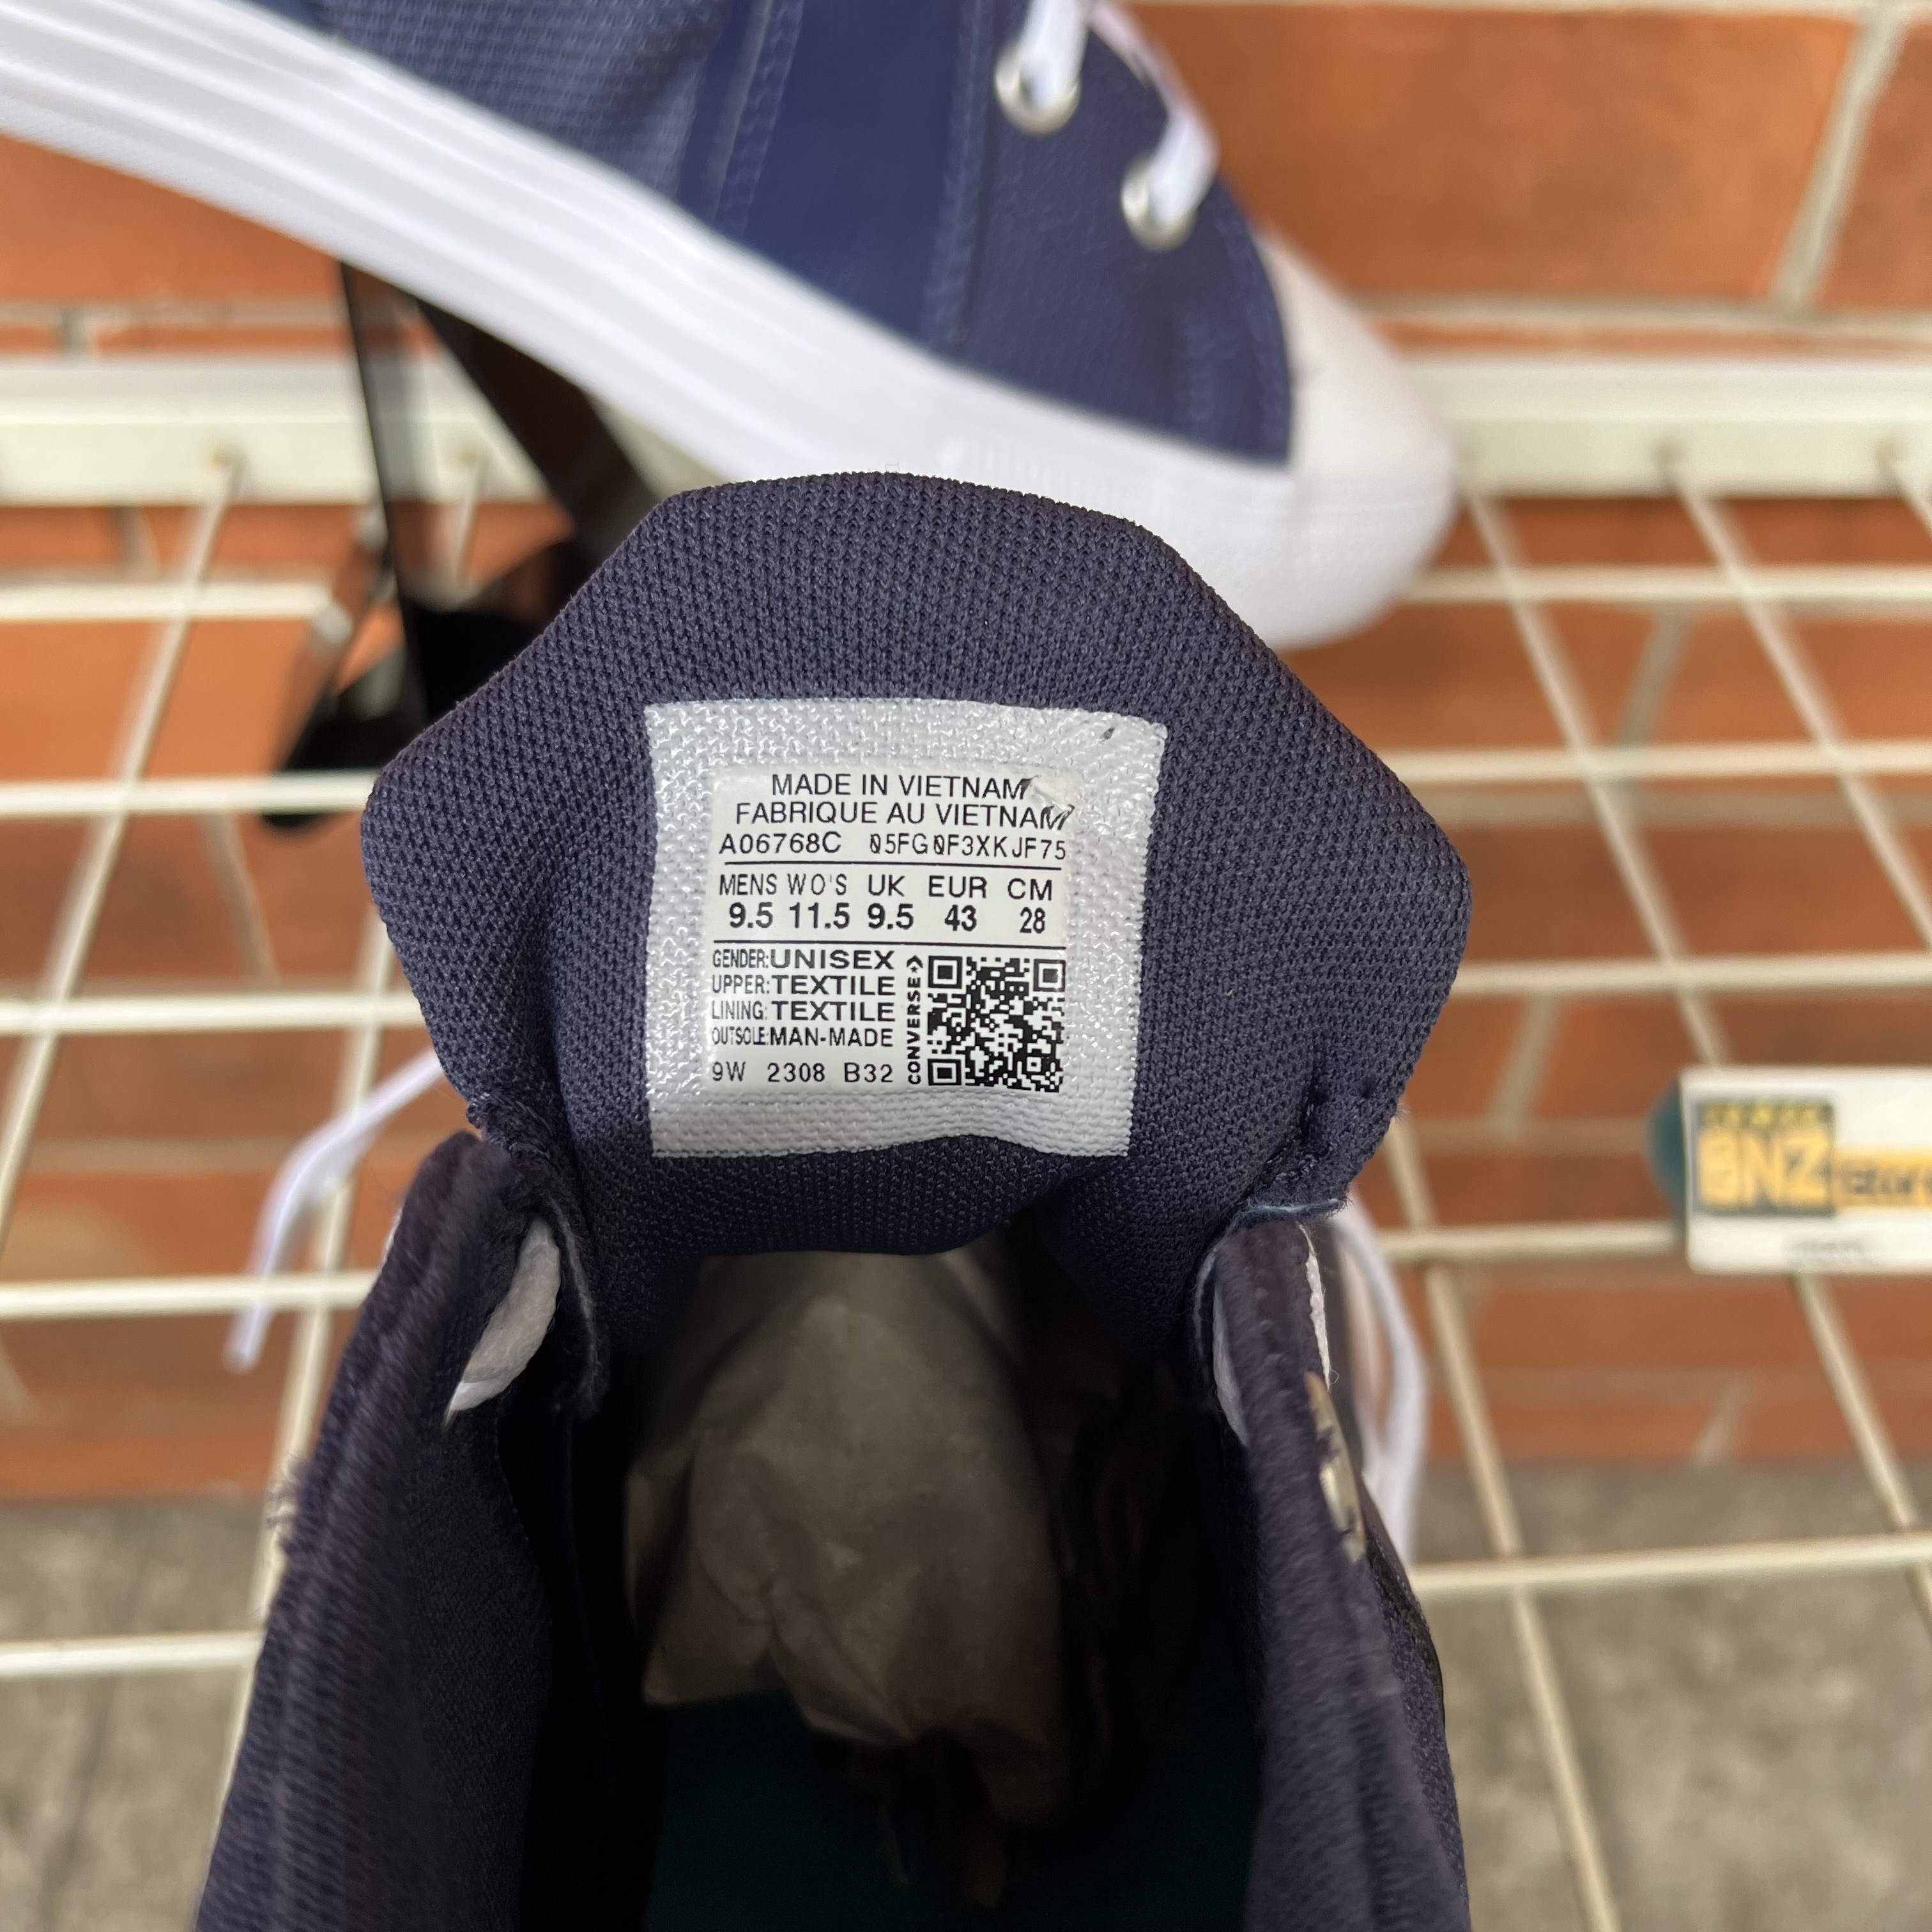 MADE IN VIETNAM
FABRIQUE AU VIETNAM
A06768C 05FG0F3XKJF75
MENS WO'S UK EUR CM
9.5 11.5 9.5 43 28
GENDER: UNISEX
UPPER: TEXTILE
LINING: TEXTILE
OUTSOLE: MAN-MADE
9W 2308 B32
CONVERSE
BNZ
Store